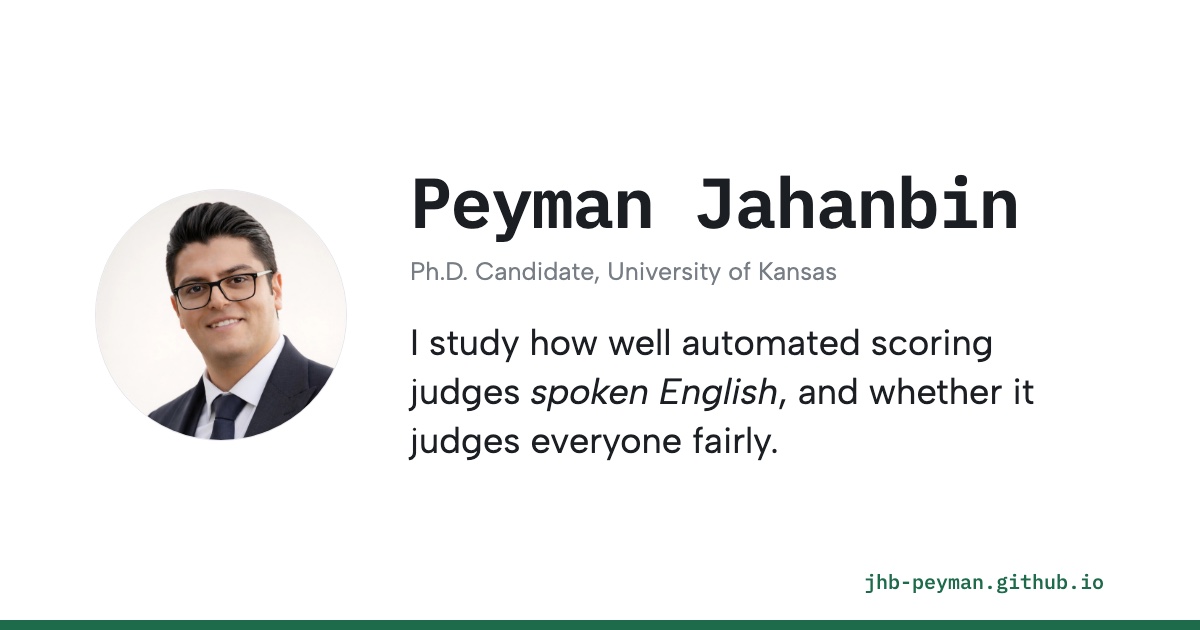 Peyman Jahanbin
Ph.D. Candidate, University of Kansas
I study how well automated scoring
judges spoken English, and whether it
judges everyone fairly.
jhb-peyman.github.io